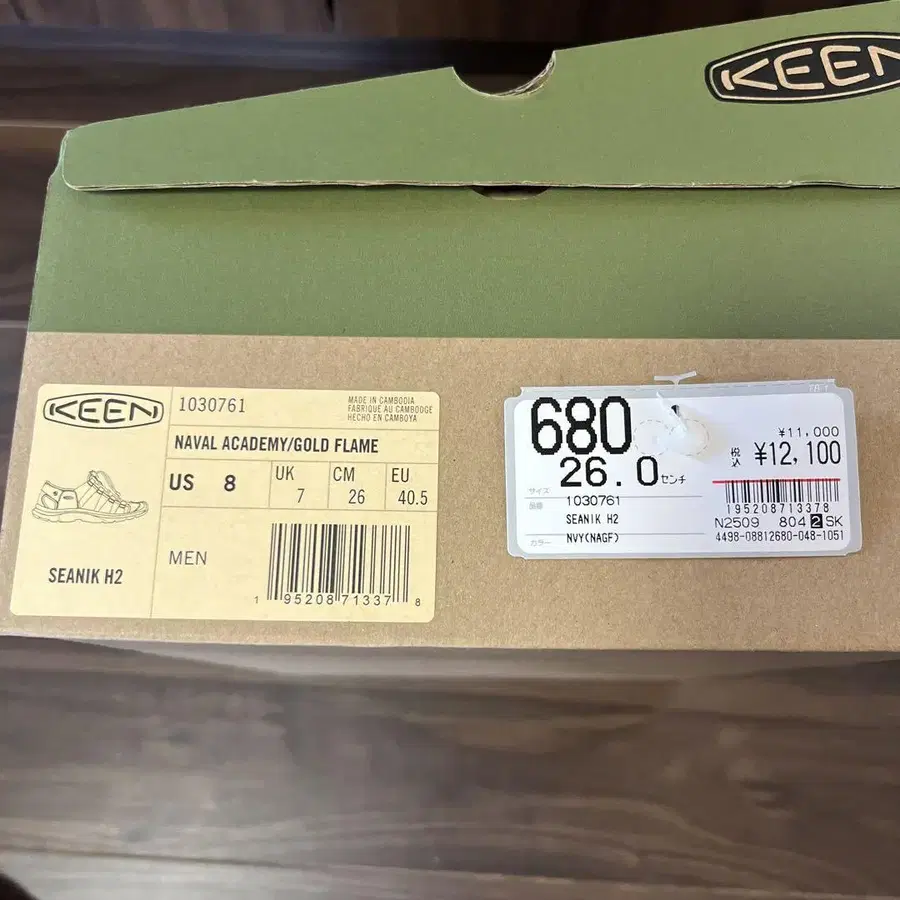 KEEN
KEEN
1030761
MADE IN CAMBODIA
FABRIQUÉ AU CAMBODGE
HECHO EN CAMBOYA
NAVAL ACADEMY/GOLD FLAME
US 8
UK 7
CM 26
EU 40.5
SEANIK H2
MEN
1 95208 71337 8
680
26.0センチ
サイズ
品番 1030761
SEANIK H2
カラー NVY(NAGF)
¥11,000
税込 ¥12,100
195208713378
N2509 804 2 SK
4498-08812680-048-1051